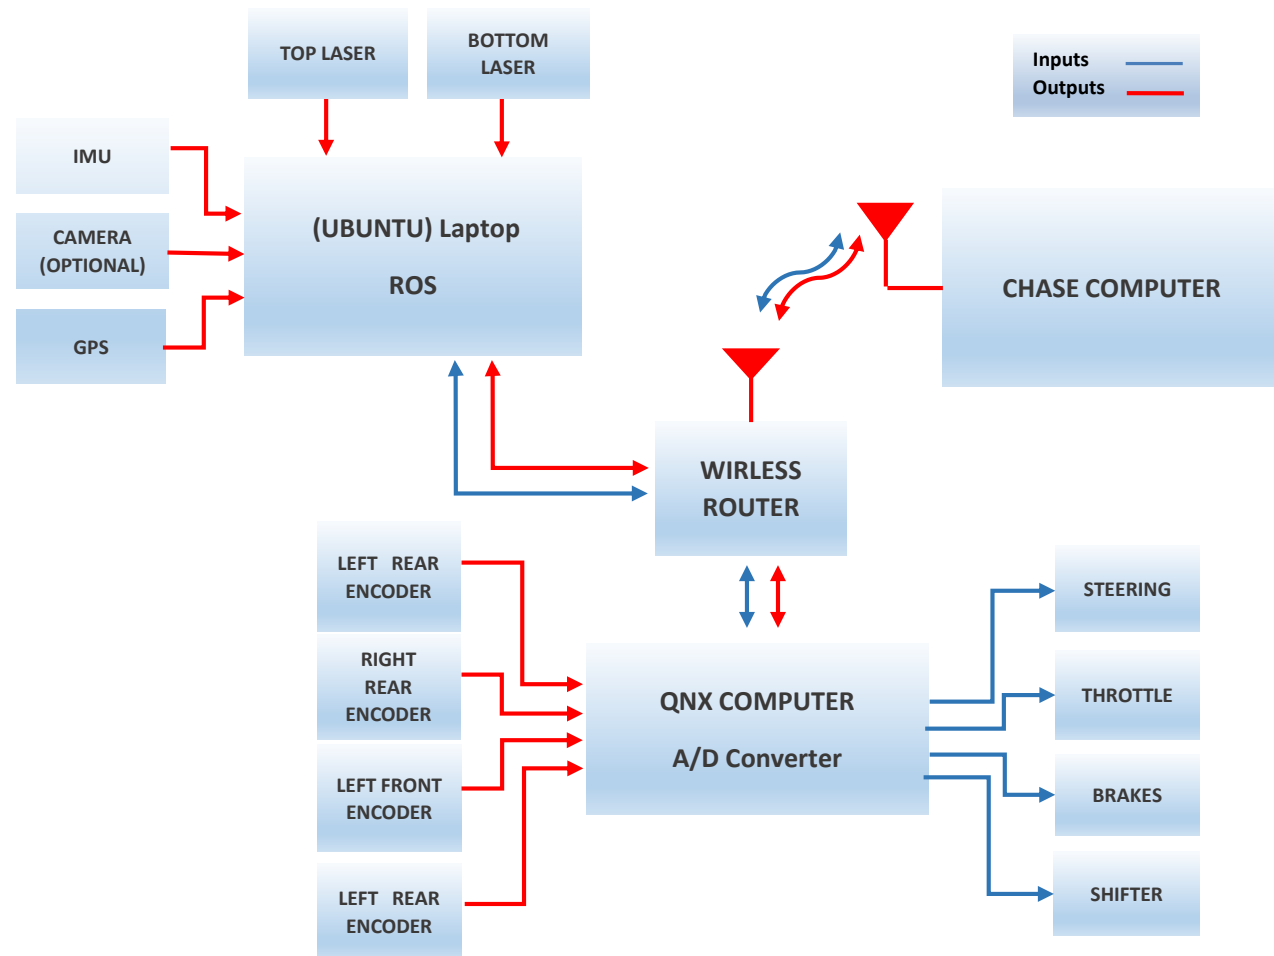 TOP LASER
BOTTOM
LASER
Inputs
Outputs
IMU
CAMERA
(OPTIONAL)
GPS
(UBUNTU) Laptop
ROS
CHASE COMPUTER
WIRLESS
ROUTER
LEFT REAR
ENCODER
RIGHT
REAR
ENCODER
LEFT FRONT
ENCODER
LEFT REAR
ENCODER
QNX COMPUTER
A/D Converter
STEERING
THROTTLE
BRAKES
SHIFTER